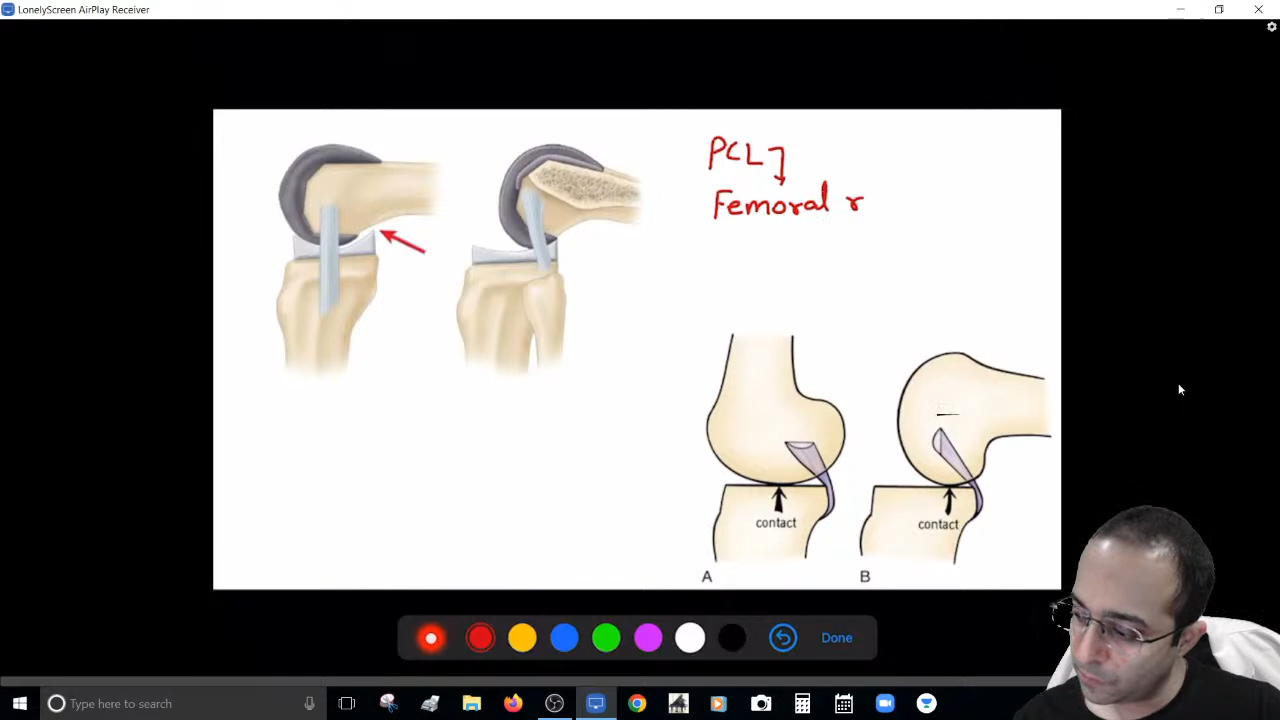 LonelyScreen AirPlay Receiver
PCL
Femoral r
contact
contact
A
B
Done
Type here to search